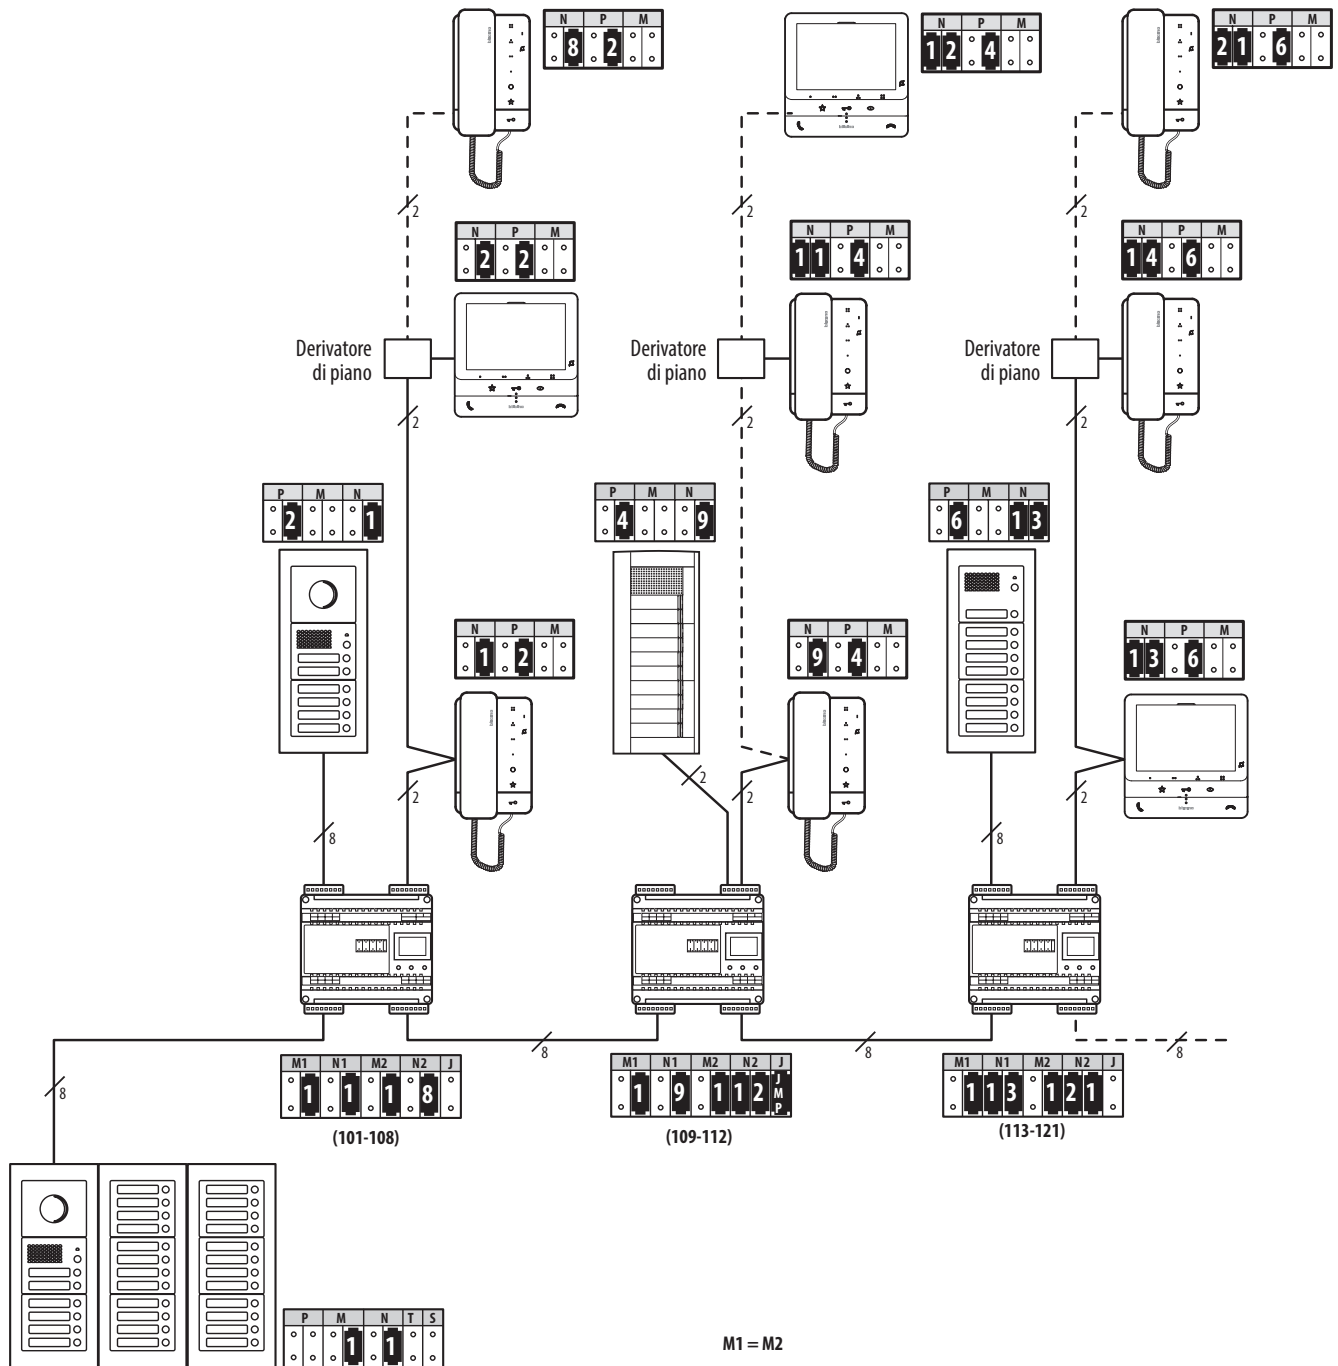 N P M
8 2
N P M
1 2 4
N P M
2 1 6
2
2
2
N P M
2 2
N P M
1 1 4
N P M
1 4 6
Derivatore
di piano
Derivatore
di piano
Derivatore
di piano
2
2
2
P M N
2 1
P M N
4 9
P M N
6 1 3
N P M
1 2
N P M
9 4
N P M
1 3 6
8
2
2
2
8
2
8
8
8
8
M1 N1 M2 N2 J
1 1 1 8
(101-108)
M1 N1 M2 N2 J
1 9 1 1 2 JMP
(109-112)
M1 N1 M2 N2 J
1 1 3 1 2 1
(113-121)
P M N T S
1 1
M1 = M2